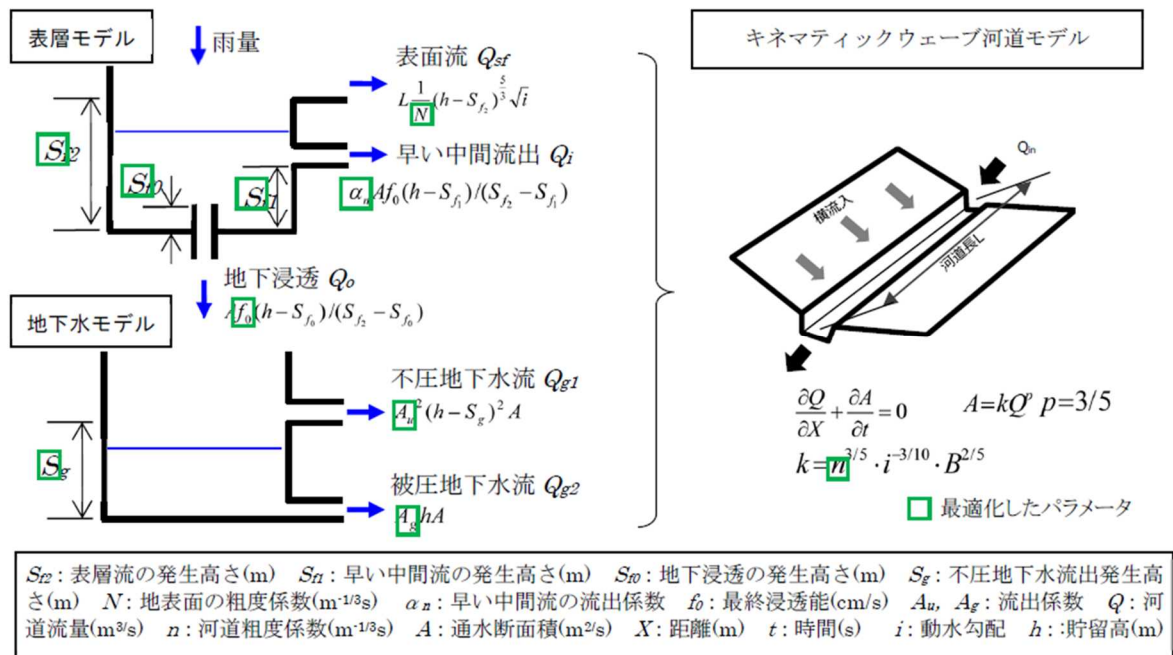 表層モデル
雨量
表面流 Qsf
L 1/N (h−Sf2)^5/3 √i
早い中間流出 Qi
αn Af0(h−Sf1)/(Sf2−Sf1)
Sf2
Sf0
Sf1
地下浸透 Qo
Af0(h−Sf0)/(Sf2−Sf0)
地下水モデル
不圧地下水流 Qg1
Au²(h−Sg)² A
Sg
被圧地下水流 Qg2
AghA
キネマティックウェーブ河道モデル
Qin
横流入
河道長L
∂Q/∂X + ∂A/∂t = 0 A=kQ^p p=3/5
k=n^3/5・i^−3/10・B^2/5
最適化したパラメータ
Sf2:表層流の発生高さ(m) Sf1:早い中間流の発生高さ(m) Sf0:地下浸透の発生高さ(m) Sg:不圧地下水流出発生高
さ(m) N:地表面の粗度係数(m-1/3s) αn:早い中間流の流出係数 f0:最終浸透能(cm/s) Au, Ag:流出係数 Q:河
道流量(m³/s) n:河道粗度係数(m-1/3s) A:通水断面積(m2/s) X:距離(m) t:時間(s) i:動水勾配 h::貯留高(m)